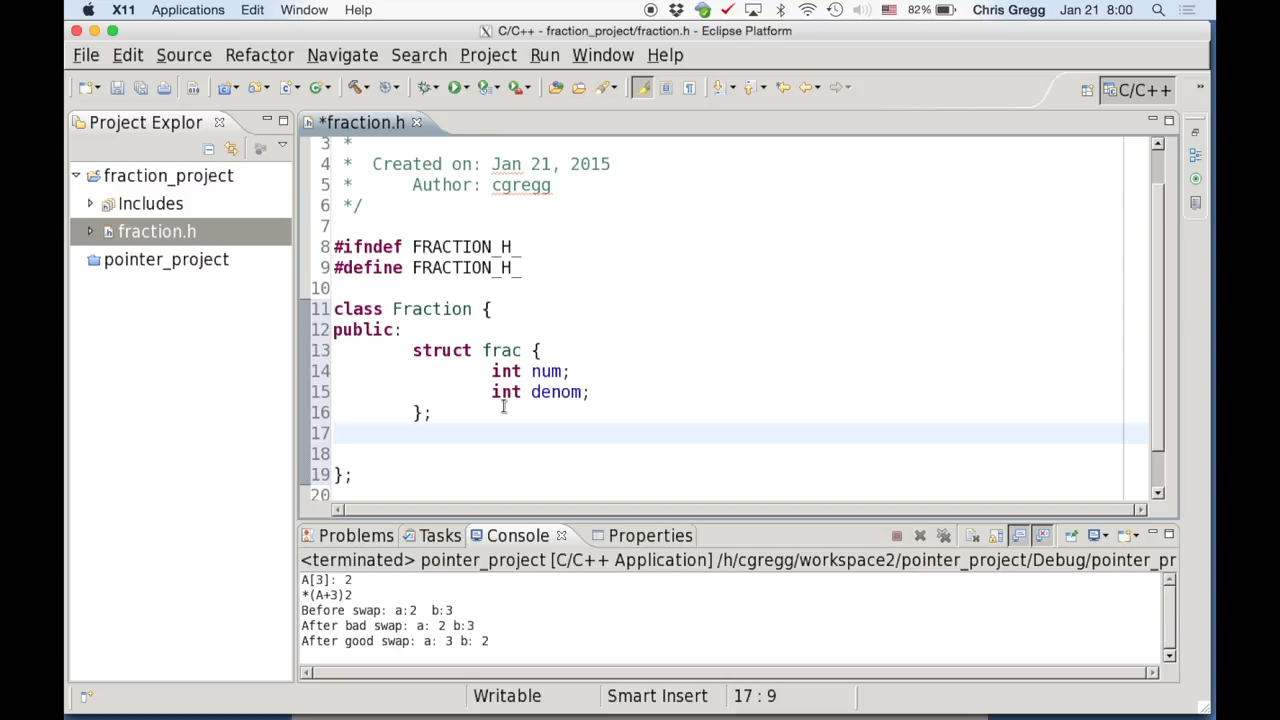 X11 Applications Edit Window Help 82% Chris Gregg Jan 21 8:00
C/C++ - fraction_project/fraction.h - Eclipse Platform
File Edit Source Refactor Navigate Search Project Run Window Help
C/C++
Project Explor
*fraction.h
fraction_project
Includes
fraction.h
pointer_project
3 *
4 * Created on: Jan 21, 2015
5 * Author: cgregg
6 */
7
8 #ifndef FRACTION_H_
9 #define FRACTION_H_
10
11 class Fraction {
12 public:
13 struct frac {
14 int num;
15 int denom;
16 };
17
18
19 };
20
Problems Tasks Console Properties
<terminated> pointer_project [C/C++ Application] /h/cgregg/workspace2/pointer_project/Debug/pointer_pr
A[3]: 2
*(A+3)2
Before swap: a:2 b:3
After bad swap: a: 2 b:3
After good swap: a: 3 b: 2
Writable Smart Insert 17 : 9